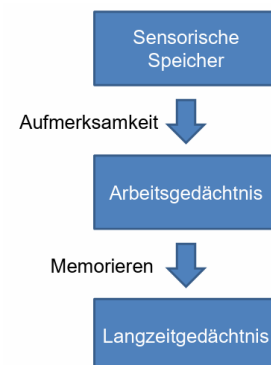 Sensorische
Speicher
Aufmerksamkeit
Arbeitsgedächtnis
Memorieren
Langzeitgedächtnis